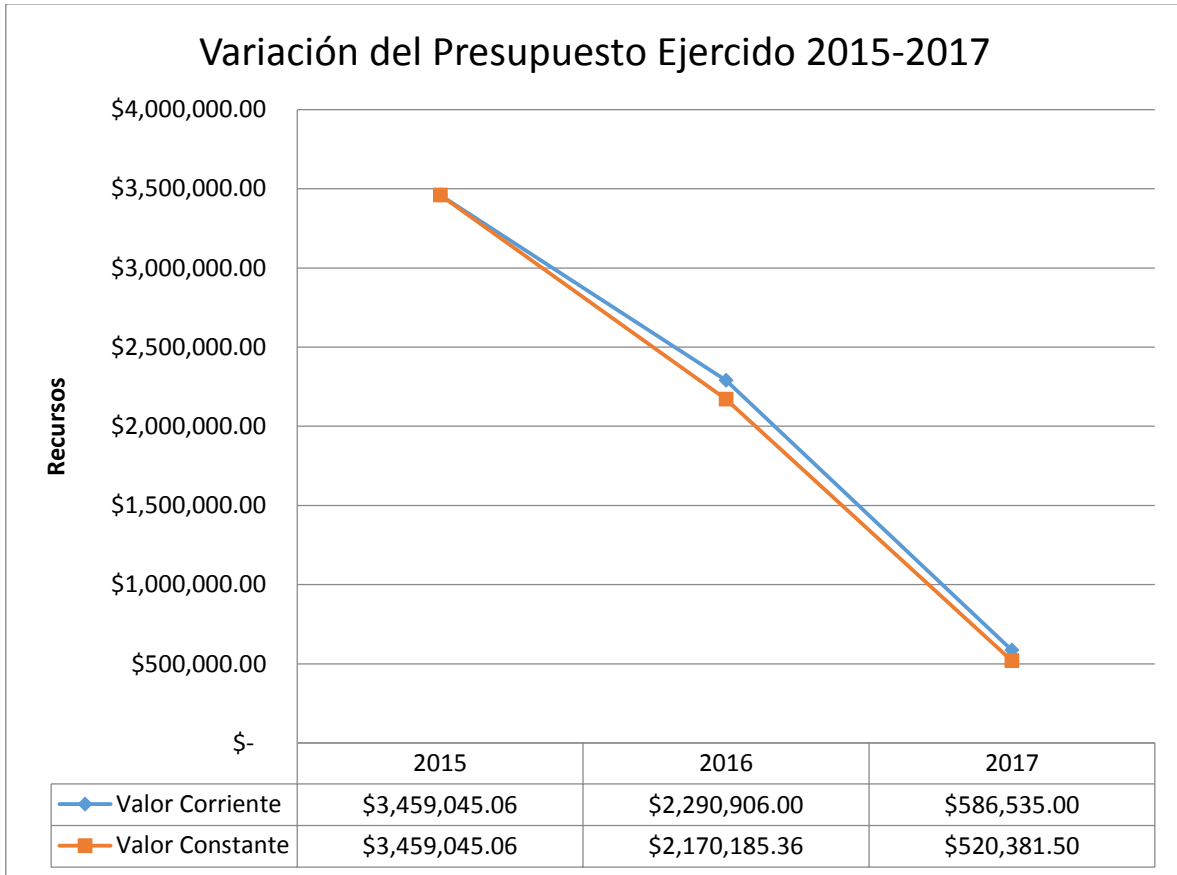 Variación del Presupuesto Ejercido 2015-2017
$4,000,000.00
$3,500,000.00
$3,000,000.00
$2,500,000.00
$2,000,000.00
$1,500,000.00
$1,000,000.00
$500,000.00
$-
Recursos
2015 2016 2017
Valor Corriente $3,459,045.06 $2,290,906.00 $586,535.00
Valor Constante $3,459,045.06 $2,170,185.36 $520,381.50